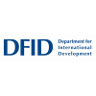 DFID
Department for
International
Development